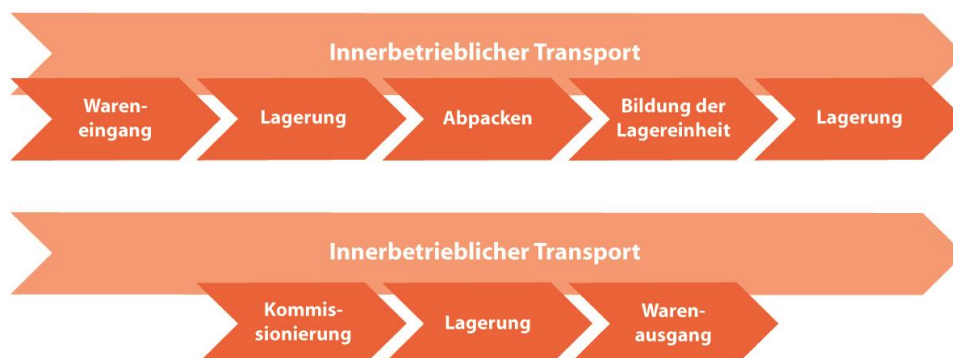 Innerbetrieblicher Transport
Waren-
eingang
Lagerung
Abpacken
Bildung der
Lagereinheit
Lagerung
Innerbetrieblicher Transport
Kommis-
sionierung
Lagerung
Waren-
ausgang